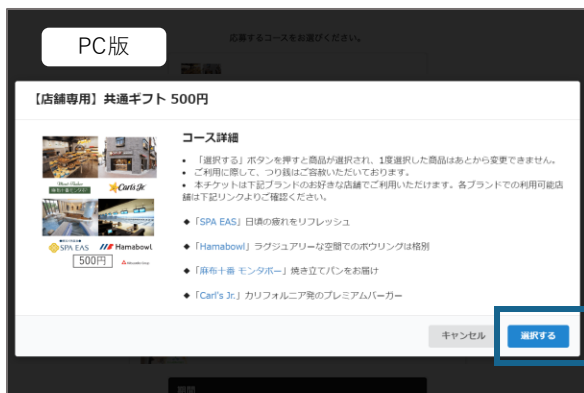 PC版
応募するコースをお選びください。
【店舗専用】共通ギフト 500円
コース詳細
• 「選択する」ボタンを押すと商品が選択され、1度選択した商品はあとから変更できません。
• ご利用に際して、つり銭はご容赦いただいております。
• 本チケットは下記ブランドのお好きな店舗でご利用いただけます。各ブランドでの利用可能店
舗は下記リンクよりご確認ください。
◆「SPA EAS」日頃の疲れをリフレッシュ
◆「Hamabowl」ラグジュアリーな空間でのボウリングは格別
◆「麻布十番 モンタボー」焼き立てパンをお届け
◆「Carl's Jr.」カリフォルニア発のプレミアムバーガー
Mont-Thabor
麻布十番モンタボー
Carl's Jr.
SPA EAS
Hamabowl
500円
キャンセル
選択する